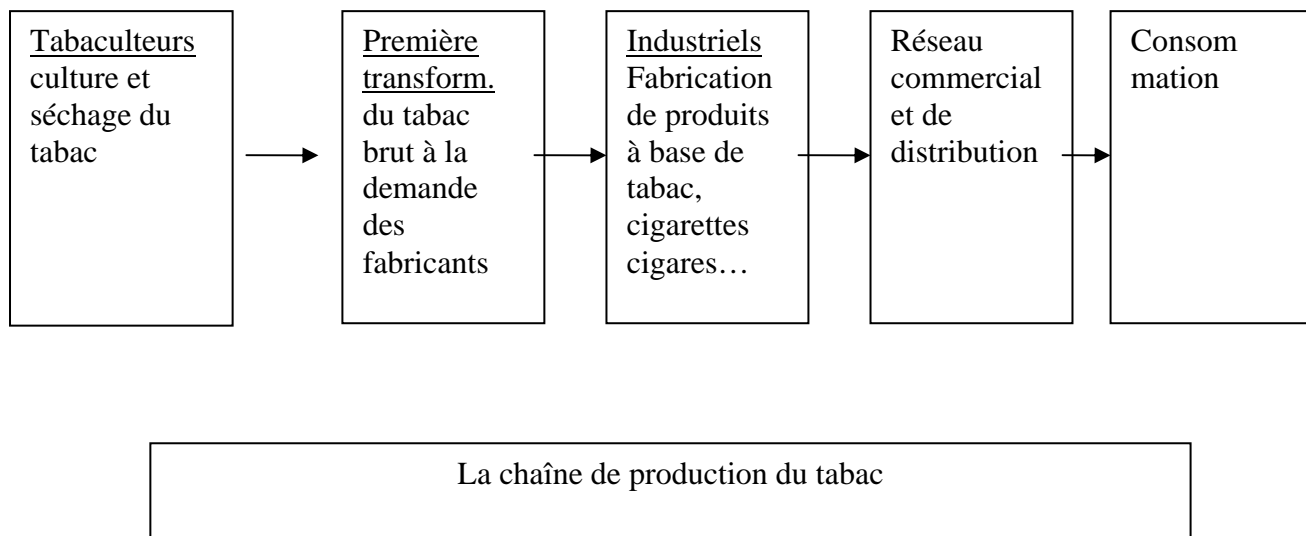 Tabaculteurs
culture et
séchage du
tabac
Première
transform.
du tabac
brut à la
demande
des
fabricants
Industriels
Fabrication
de produits
à base de
tabac,
cigarettes
cigares…
Réseau
commercial
et de
distribution
Consom
mation
La chaîne de production du tabac